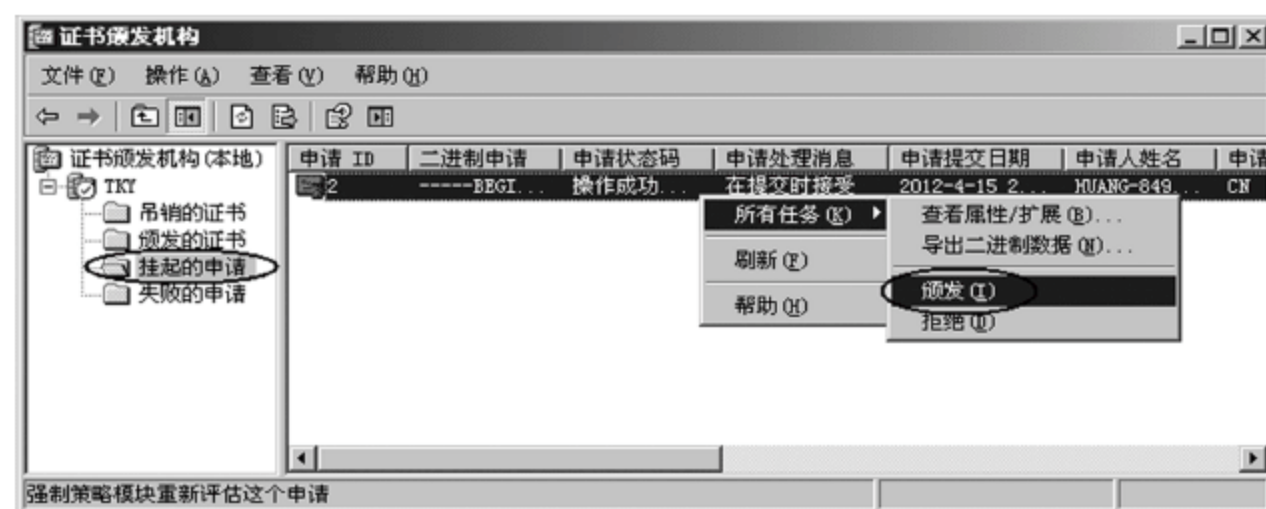 证书颁发机构
文件(F) 操作(A) 查看(V) 帮助(H)
证书颁发机构(本地)
TKY
吊销的证书
颁发的证书
挂起的申请
失败的申请
申请 ID 二进制申请 申请状态码 申请处理消息 申请提交日期 申请人姓名 申请
2 -----BEGI... 操作成功... 在提交时接受 2012-4-15 2... HUANG-849... CN
所有任务(K)
刷新(F)
帮助(H)
查看属性/扩展(B)...
导出二进制数据(N)...
颁发(I)
拒绝(D)
强制策略模块重新评估这个申请